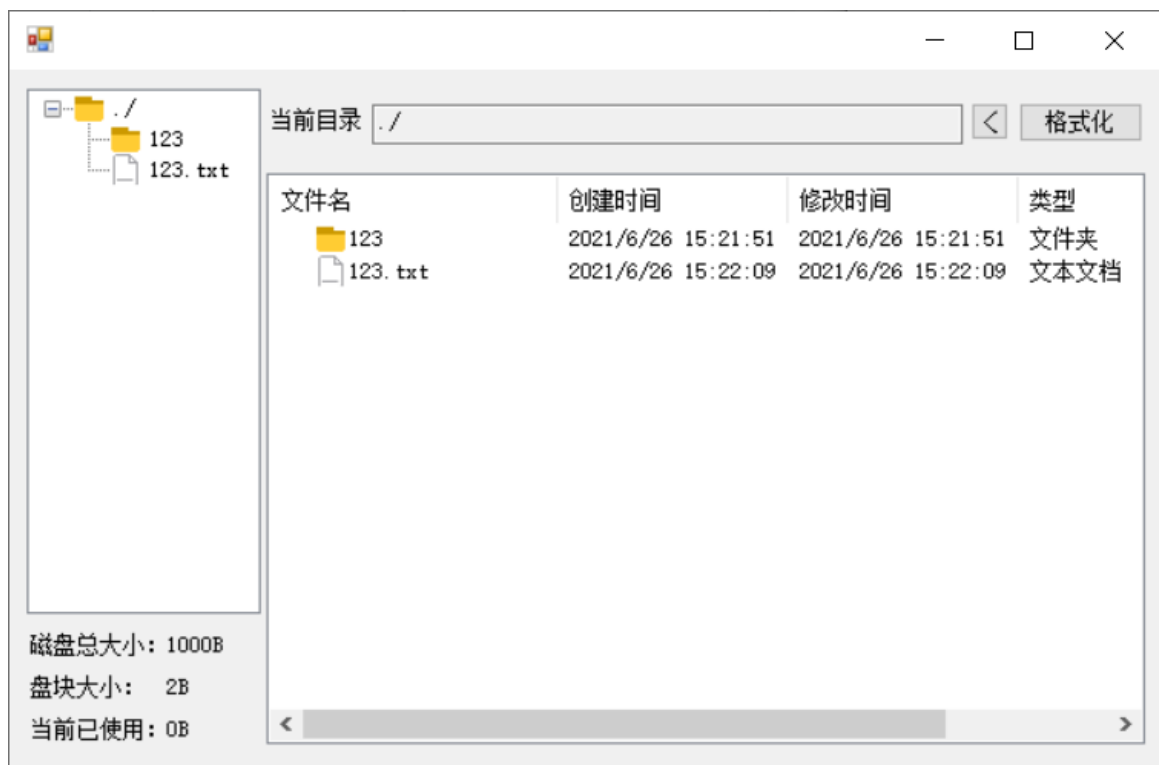 ./
123
123.txt
当前目录 ./ < 格式化
文件名 创建时间 修改时间 类型
123 2021/6/26 15:21:51 2021/6/26 15:21:51 文件夹
123.txt 2021/6/26 15:22:09 2021/6/26 15:22:09 文本文档
磁盘总大小: 1000B
盘块大小: 2B
当前已使用: 0B